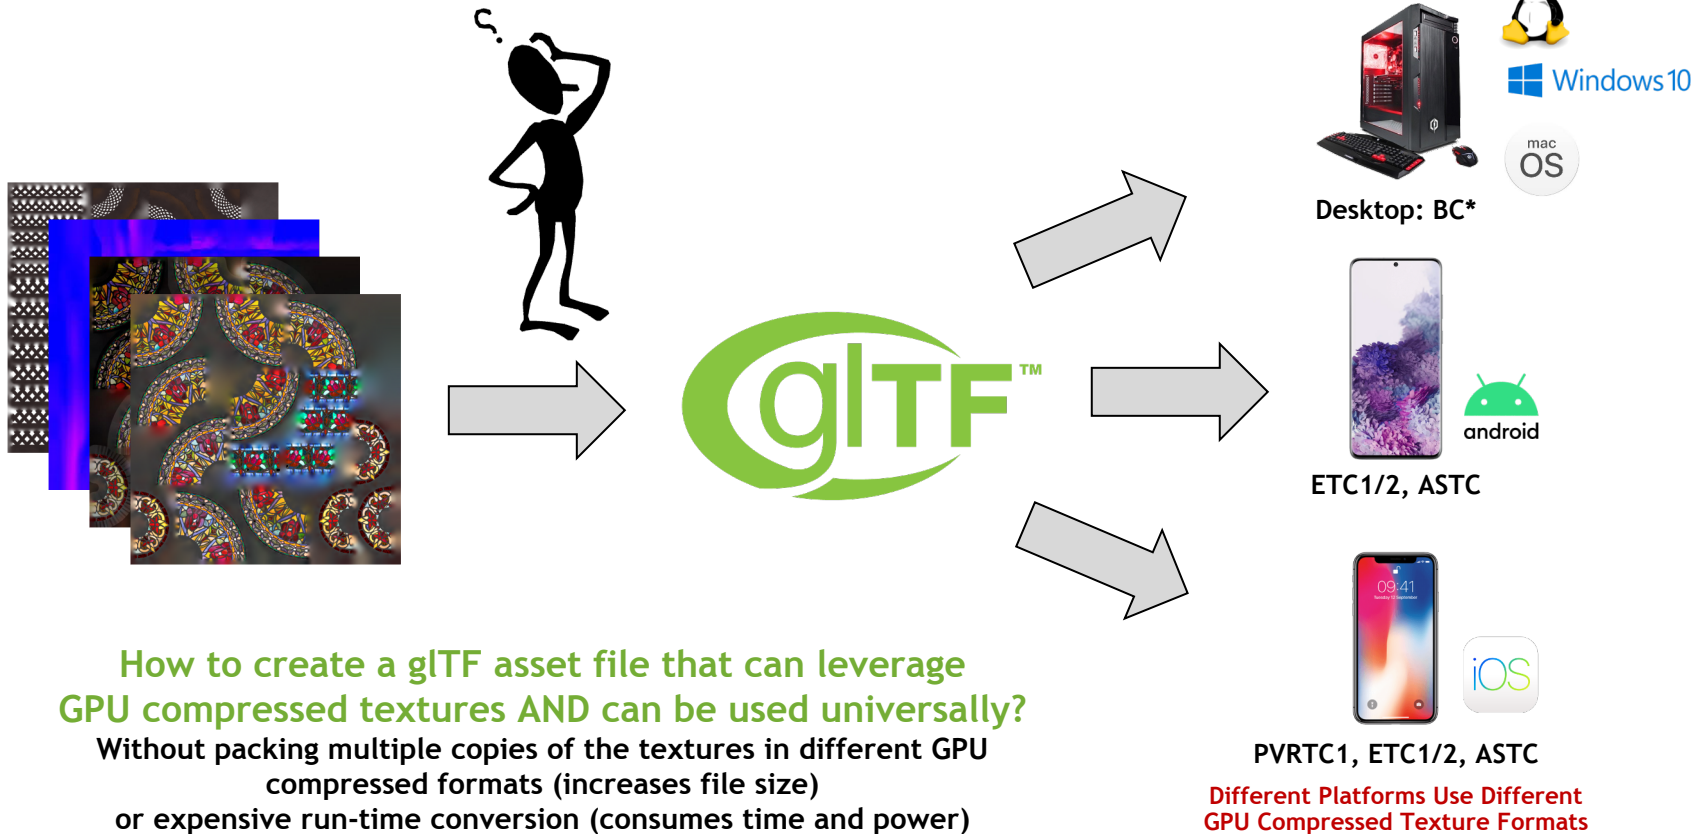 ?
Windows 10
mac
OS
Desktop: BC*
glTF™
android
ETC1/2, ASTC
09:41
Tuesday 12 September
iOS
How to create a glTF asset file that can leverage
GPU compressed textures AND can be used universally?
Without packing multiple copies of the textures in different GPU
compressed formats (increases file size)
or expensive run-time conversion (consumes time and power)
PVRTC1, ETC1/2, ASTC
Different Platforms Use Different
GPU Compressed Texture Formats